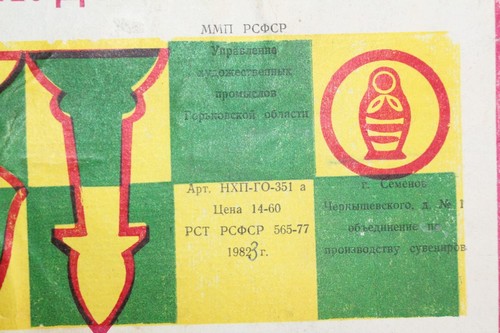 ММП РСФСР
Управление
художественных
промыслов
Горьковской области
Арт. НХП-ГО-351 а
Цена 14-60
РСТ РСФСР 565-77
19823 г.
г. Семенов
Чернышевского, д. № 1
объединение по
производству сувениров